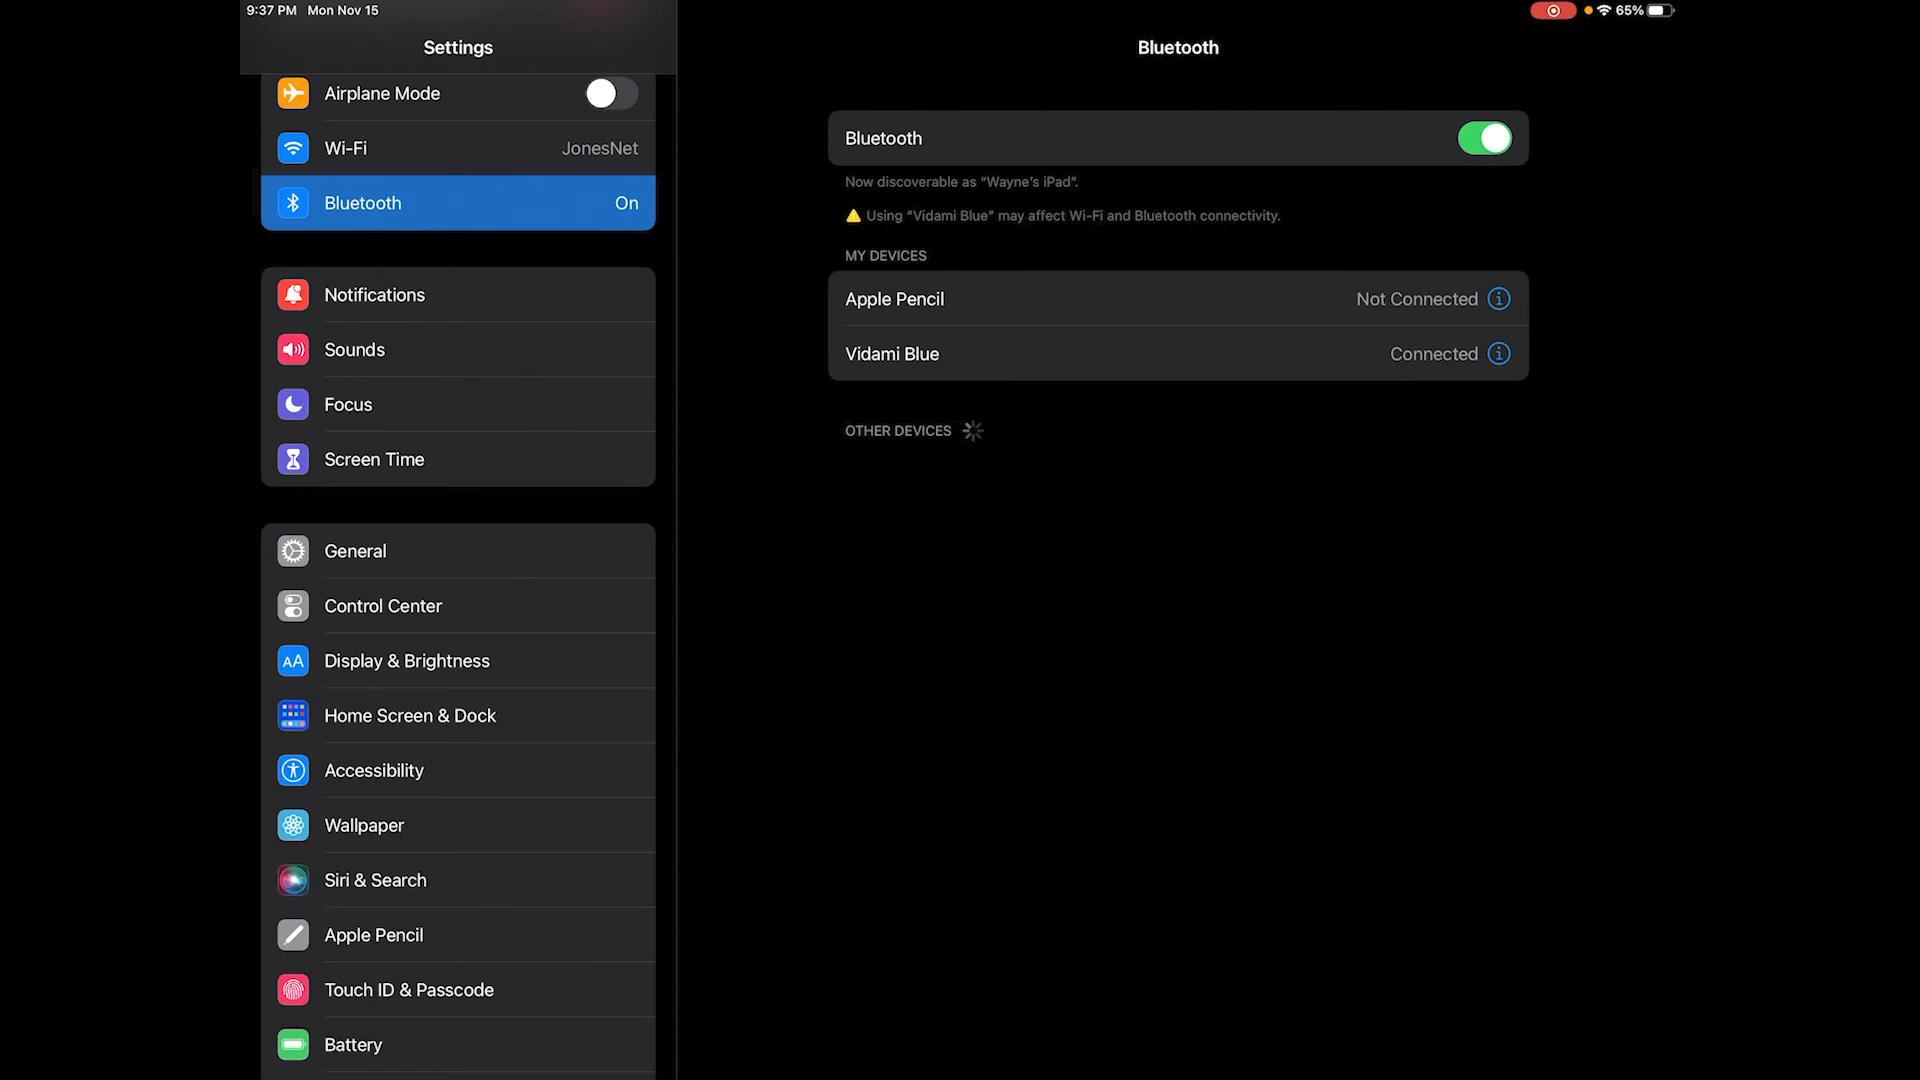 9:37 PM Mon Nov 15
65%
Settings
Airplane Mode
Wi-Fi JonesNet
Bluetooth On
Notifications
Sounds
Focus
Screen Time
General
Control Center
AA Display & Brightness
Home Screen & Dock
Accessibility
Wallpaper
Siri & Search
Apple Pencil
Touch ID & Passcode
Battery
Bluetooth
Bluetooth
Now discoverable as “Wayne’s iPad”.
Using “Vidami Blue” may affect Wi-Fi and Bluetooth connectivity.
MY DEVICES
Apple Pencil Not Connected
Vidami Blue Connected
OTHER DEVICES